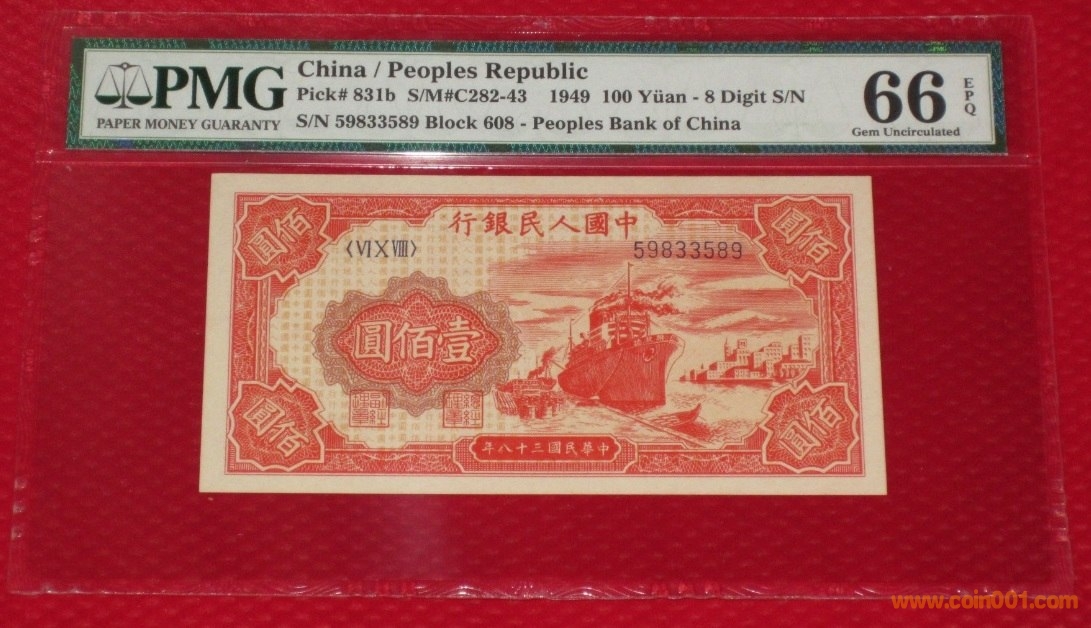 PMG
PAPER MONEY GUARANTY
China / Peoples Republic
Pick# 831b S/M#C282-43 1949 100 Yüan - 8 Digit S/N
S/N 59833589 Block 608 - Peoples Bank of China
66
EPQ
Gem Uncirculated
佰圓
行銀民人國中
佰圓
〈VI X VIII〉
59833589
圓佰壹
佰圓
佰圓
年八十三國民華中
www.coin001.com